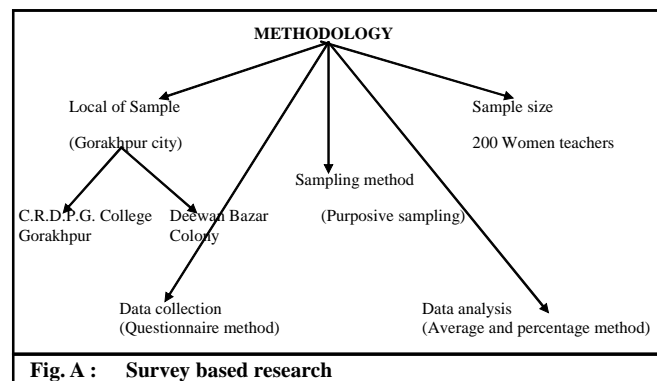 METHODOLOGY
Local of Sample
(Gorakhpur city)
Sample size
200 Women teachers
Sampling method
(Purposive sampling)
C.R.D.P.G. College
Gorakhpur
Deewan Bazar
Colony
Data collection
(Questionnaire method)
Data analysis
(Average and percentage method)
Fig. A : Survey based research